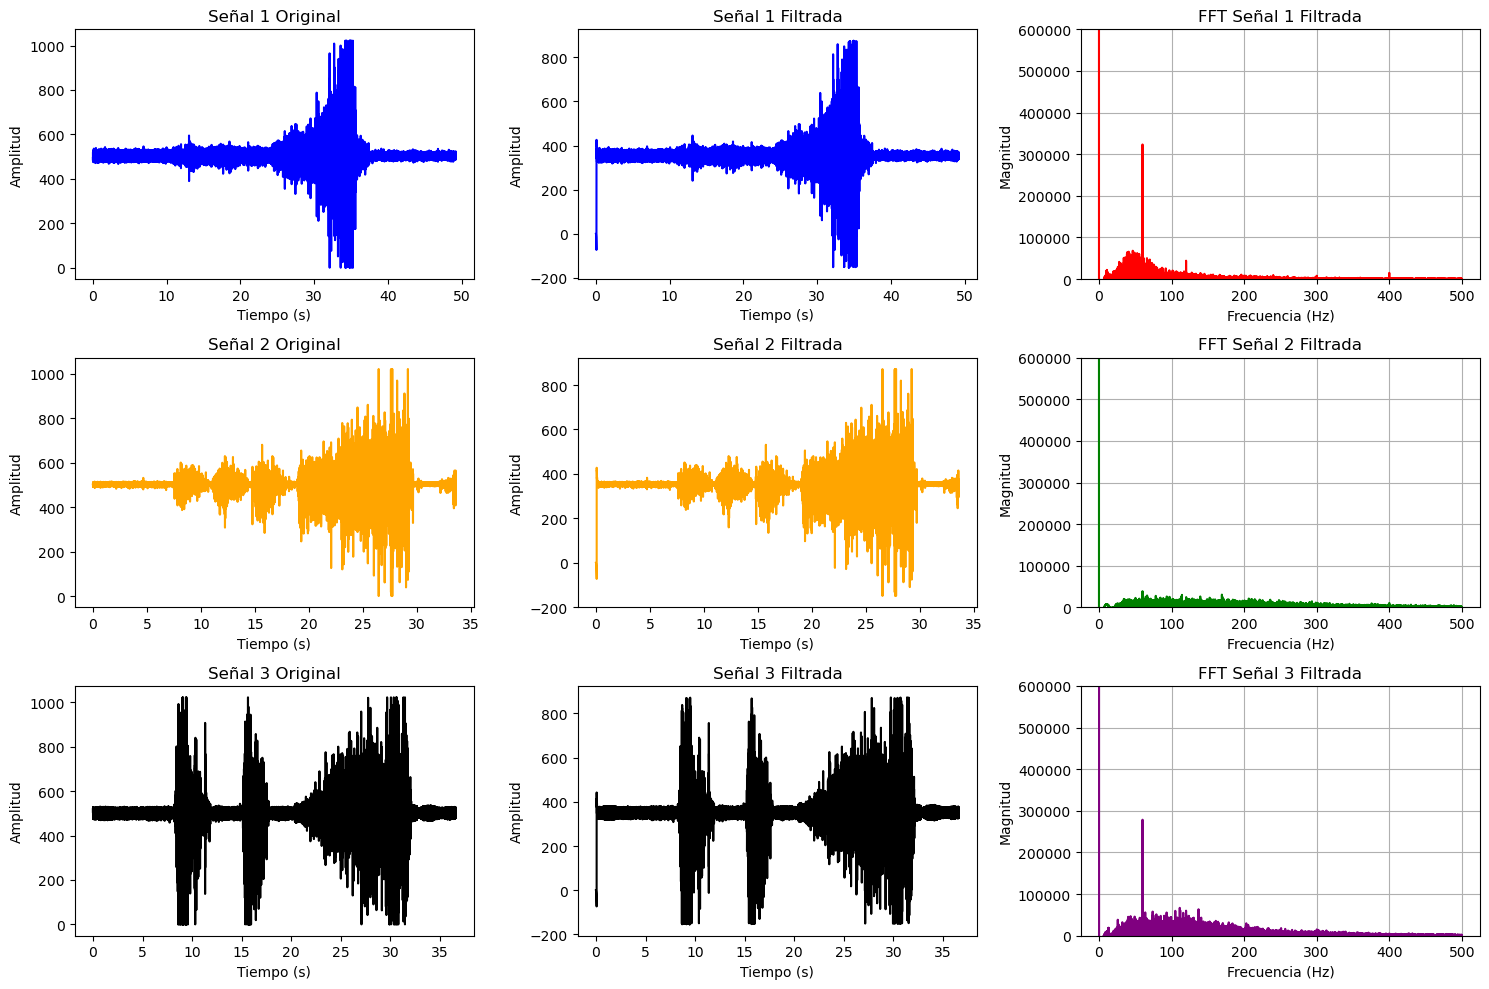 Señal 1 Original
Amplitud
1000
800
600
400
200
0
0 10 20 30 40 50
Tiempo (s)
Señal 1 Filtrada
Amplitud
800
600
400
200
0
−200
0 10 20 30 40 50
Tiempo (s)
FFT Señal 1 Filtrada
Magnitud
600000
500000
400000
300000
200000
100000
0
0 100 200 300 400 500
Frecuencia (Hz)
Señal 2 Original
Amplitud
1000
800
600
400
200
0
0 5 10 15 20 25 30 35
Tiempo (s)
Señal 2 Filtrada
Amplitud
800
600
400
200
0
−200
0 5 10 15 20 25 30 35
Tiempo (s)
FFT Señal 2 Filtrada
Magnitud
600000
500000
400000
300000
200000
100000
0
0 100 200 300 400 500
Frecuencia (Hz)
Señal 3 Original
Amplitud
1000
800
600
400
200
0
0 5 10 15 20 25 30 35
Tiempo (s)
Señal 3 Filtrada
Amplitud
800
600
400
200
0
−200
0 5 10 15 20 25 30 35
Tiempo (s)
FFT Señal 3 Filtrada
Magnitud
600000
500000
400000
300000
200000
100000
0
0 100 200 300 400 500
Frecuencia (Hz)